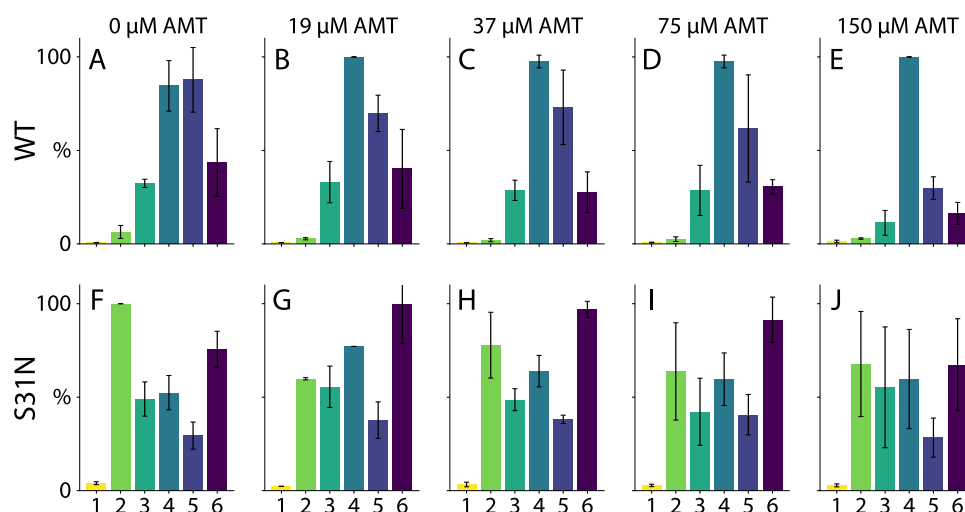 0 µM AMT 19 µM AMT 37 µM AMT 75 µM AMT 150 µM AMT
100 A B C D E
WT %
0
100 F G H I J
S31N %
0
1 2 3 4 5 6 1 2 3 4 5 6 1 2 3 4 5 6 1 2 3 4 5 6 1 2 3 4 5 6